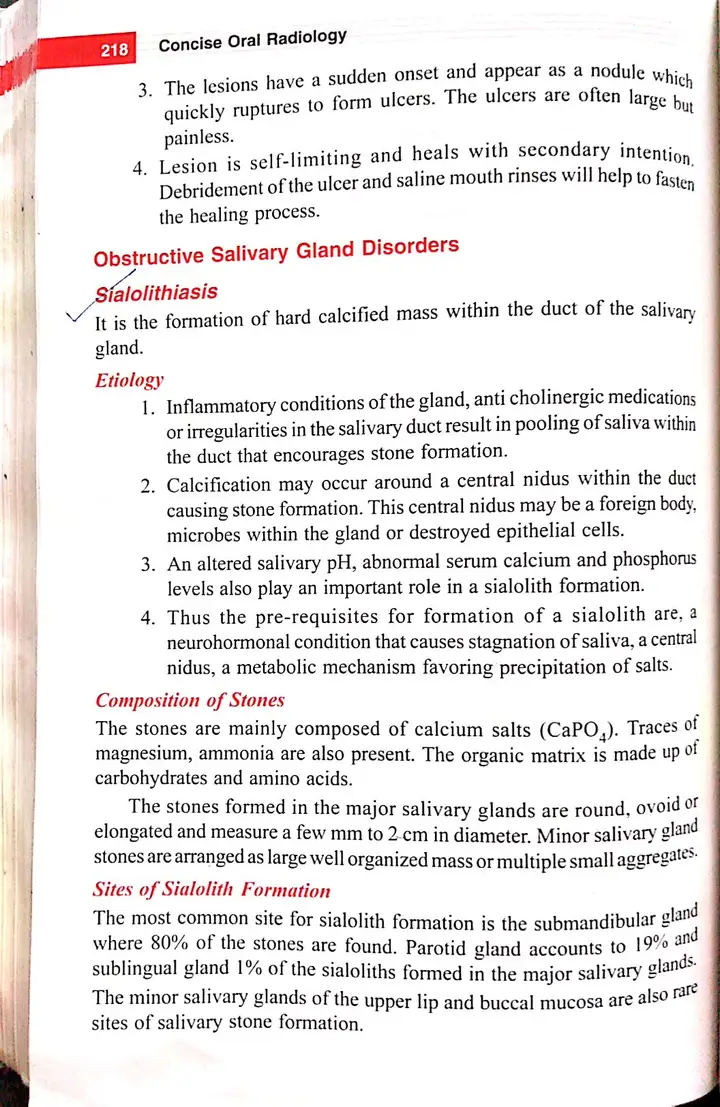 218 Concise Oral Radiology
3. The lesions have a sudden onset and appear as a nodule which
quickly ruptures to form ulcers. The ulcers are often large but
painless.
4. Lesion is self-limiting and heals with secondary intention.
Debridement of the ulcer and saline mouth rinses will help to fasten
the healing process.
Obstructive Salivary Gland Disorders
Sialolithiasis
It is the formation of hard calcified mass within the duct of the salivary
gland.
Etiology
1. Inflammatory conditions of the gland, anti cholinergic medications
or irregularities in the salivary duct result in pooling of saliva within
the duct that encourages stone formation.
2. Calcification may occur around a central nidus within the duct
causing stone formation. This central nidus may be a foreign body,
microbes within the gland or destroyed epithelial cells.
3. An altered salivary pH, abnormal serum calcium and phosphorus
levels also play an important role in a sialolith formation.
4. Thus the pre-requisites for formation of a sialolith are, a
neurohormonal condition that causes stagnation of saliva, a central
nidus, a metabolic mechanism favoring precipitation of salts.
Composition of Stones
The stones are mainly composed of calcium salts (CaPO₄). Traces of
magnesium, ammonia are also present. The organic matrix is made up of
carbohydrates and amino acids.
The stones formed in the major salivary glands are round, ovoid or
elongated and measure a few mm to 2 cm in diameter. Minor salivary gland
stones are arranged as large well organized mass or multiple small aggregates.
Sites of Sialolith Formation
The most common site for sialolith formation is the submandibular gland
where 80% of the stones are found. Parotid gland accounts to 19% and
sublingual gland 1% of the sialoliths formed in the major salivary glands.
The minor salivary glands of the upper lip and buccal mucosa are also rare
sites of salivary stone formation.